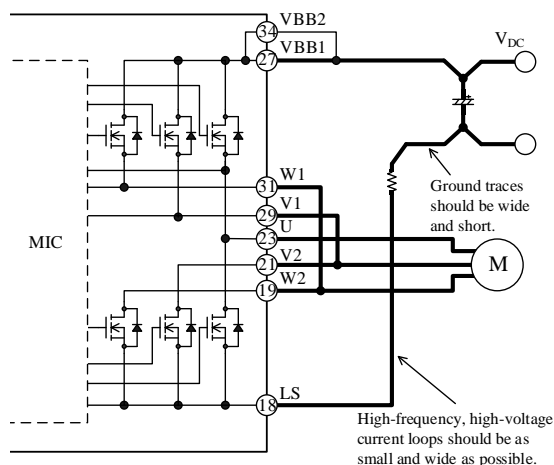 VBB2
34
VBB1
27
VDC
W1
31
V1
29
U
23
V2
21
W2
19
MIC
M
LS
18
Ground traces
should be wide
and short.
High-frequency, high-voltage
current loops should be as
small and wide as possible.